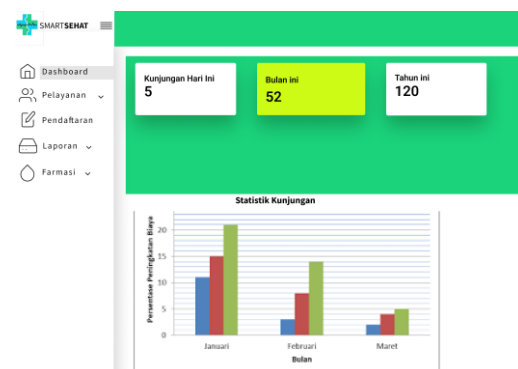 SMARTSEHAT
Dashboard
Pelayanan
Pendaftaran
Laporan
Farmasi
Kunjungan Hari Ini
5
Bulan ini
52
Tahun ini
120
Statistik Kunjungan
Persentase Peningkatan Biaya
20
15
10
5
0
Januari
Februari
Maret
Bulan